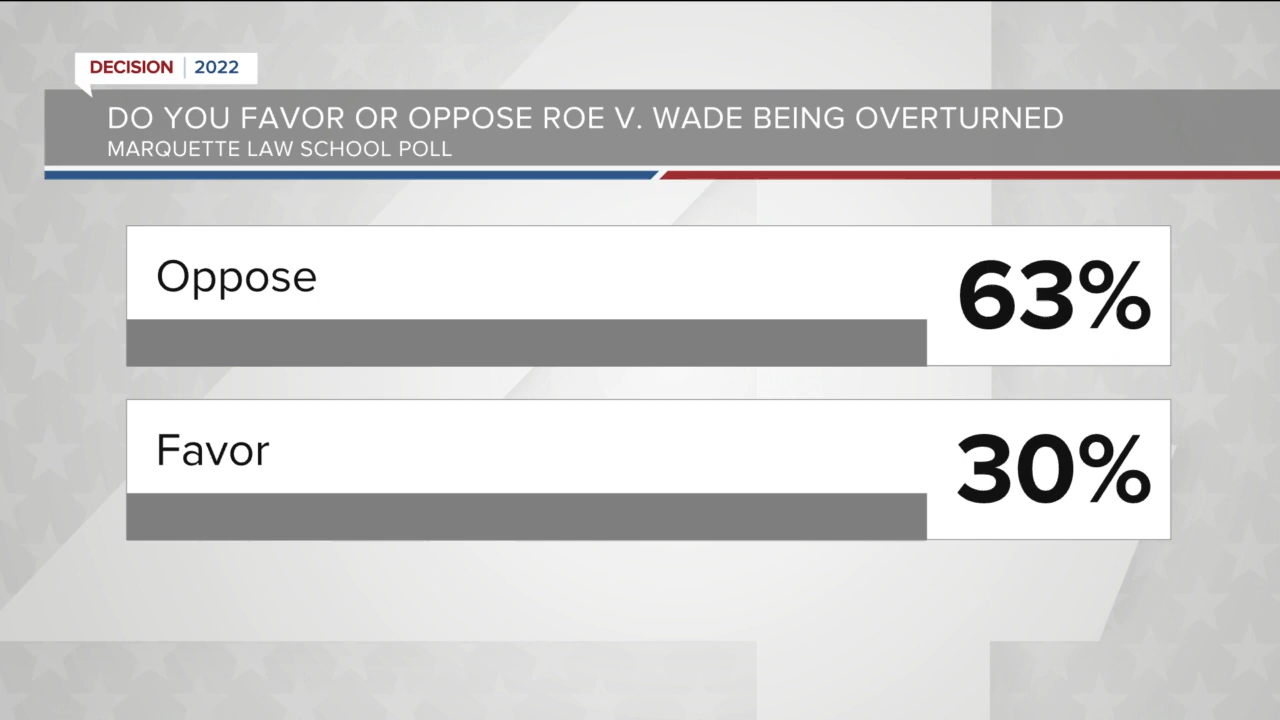 DECISION | 2022
DO YOU FAVOR OR OPPOSE ROE V. WADE BEING OVERTURNED
MARQUETTE LAW SCHOOL POLL
Oppose 63%
Favor 30%